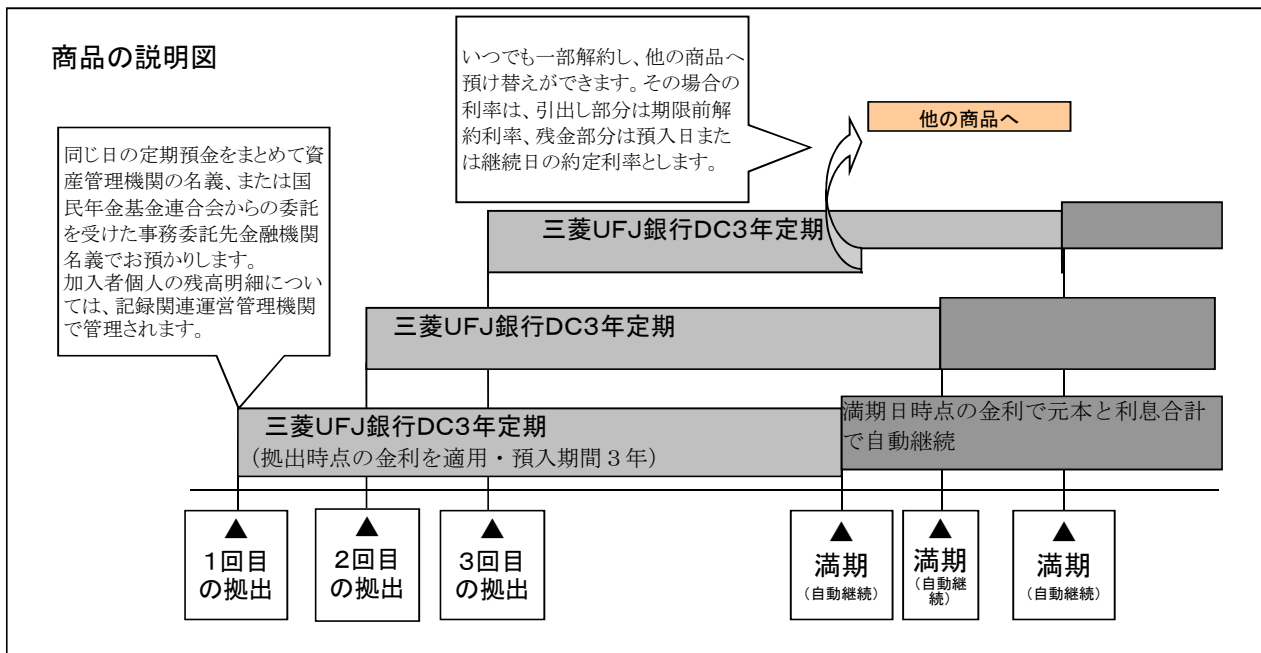 商品の説明図
いつでも一部解約し、他の商品へ
預け替えができます。その場合の
利率は、引出し部分は期限前解
約利率、残金部分は預入日また
は継続日の約定利率とします。
他の商品へ
同じ日の定期預金をまとめて資
産管理機関の名義、または国
民年金基金連合会からの委託
を受けた事務委託先金融機関
名義でお預かりします。
加入者個人の残高明細につい
ては、記録関連運営管理機関
で管理されます。
三菱UFJ銀行DC3年定期
三菱UFJ銀行DC3年定期
三菱UFJ銀行DC3年定期
(拠出時点の金利を適用・預入期間３年)
満期日時点の金利で元本と利息合計
で自動継続
▲
1回目
の拠出
▲
2回目
の拠出
▲
3回目
の拠出
▲
満期
(自動継続)
▲
満期
(自動継
続)
▲
満期
(自動継続)